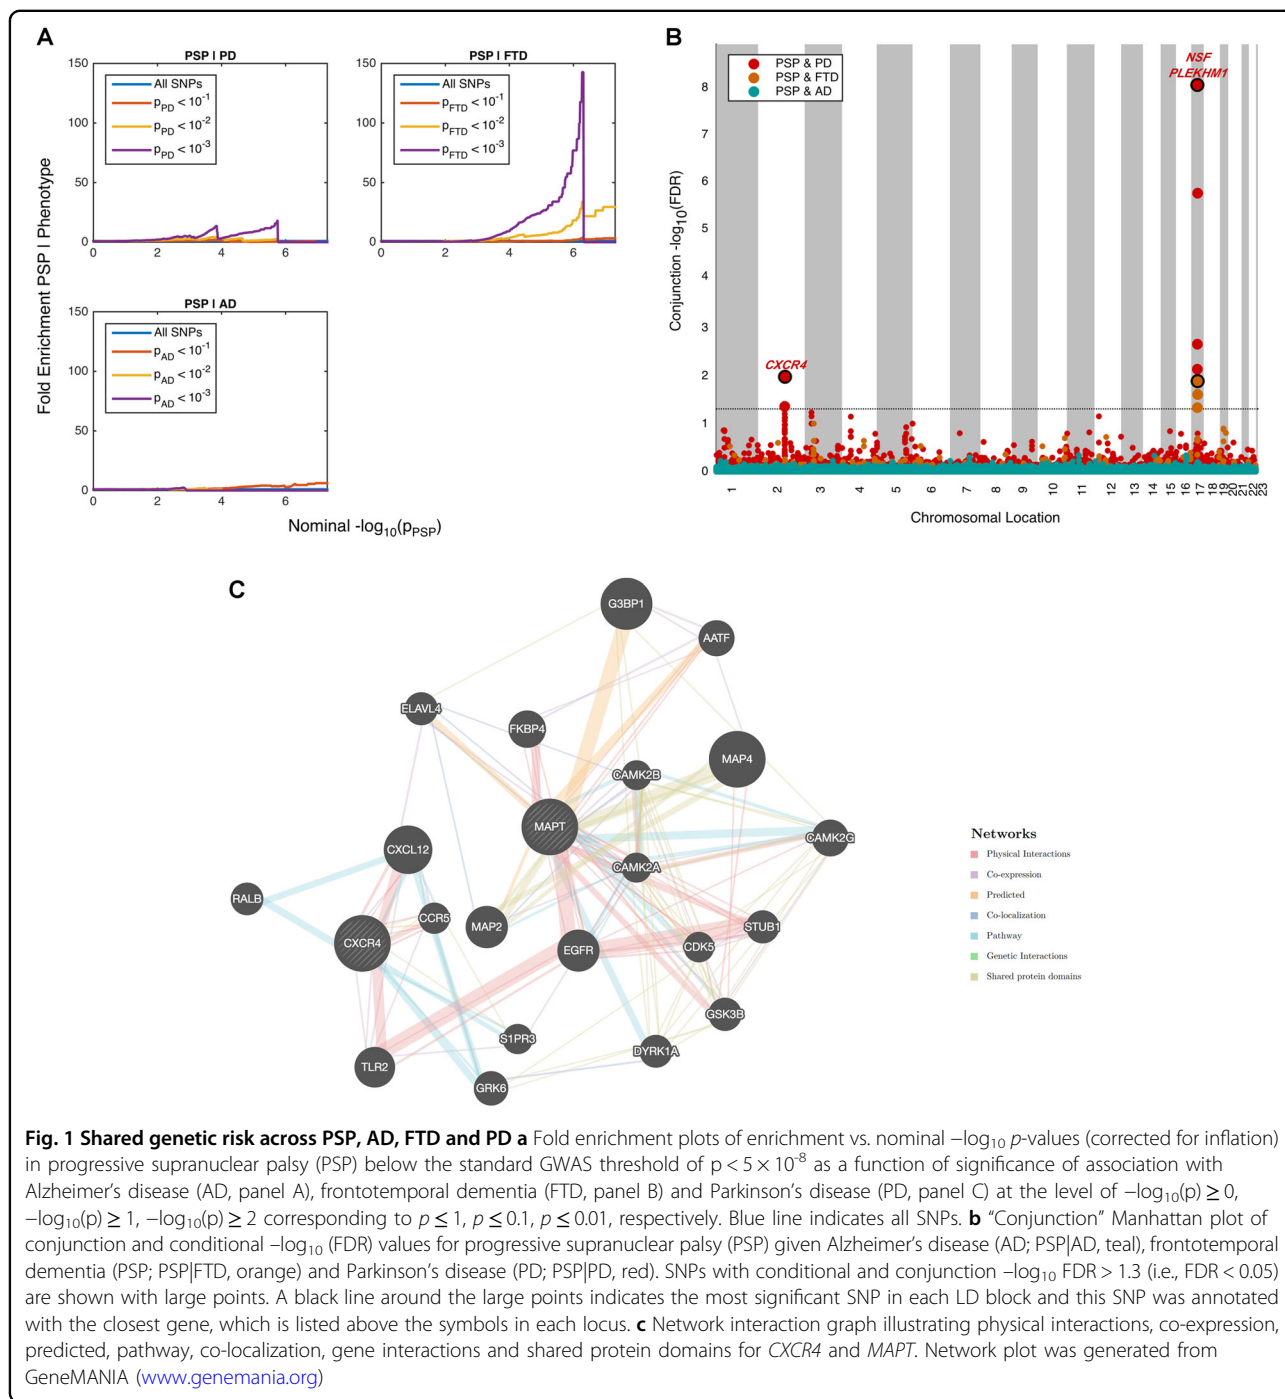 A
PSP | PD
150
100
50
0
0 2 4 6
All SNPs
p_PD < 10^-1
p_PD < 10^-2
p_PD < 10^-3
PSP | FTD
150
100
50
0
0 2 4 6
All SNPs
p_FTD < 10^-1
p_FTD < 10^-2
p_FTD < 10^-3
PSP | AD
150
100
50
0
0 2 4 6
All SNPs
p_AD < 10^-1
p_AD < 10^-2
p_AD < 10^-3
Fold Enrichment PSP | Phenotype
Nominal -log10(pPSP)
B
PSP & PD
PSP & FTD
PSP & AD
NSF
PLEKHM1
CXCR4
Conjunction -log10(FDR)
8
7
6
5
4
3
2
1
0
1 2 3 4 5 6 7 8 9 10 11 12 13 14 15 16 17 18 19 20 21 22 23
Chromosomal Location
C
G3BP1
AATF
ELAVL4
FKBP4
MAP4
CAMK2B
MAPT
CAMK2G
CXCL12
CAMK2A
RALB
CCR5
MAP2
STUB1
CXCR4
EGFR
CDK5
GSK3B
S1PR3
DYRK1A
TLR2
GRK6
Networks
Physical Interactions
Co-expression
Predicted
Co-localization
Pathway
Genetic Interactions
Shared protein domains
Fig. 1 Shared genetic risk across PSP, AD, FTD and PD a Fold enrichment plots of enrichment vs. nominal −log10 p-values (corrected for inflation)
in progressive supranuclear palsy (PSP) below the standard GWAS threshold of p < 5 × 10^-8 as a function of significance of association with
Alzheimer's disease (AD, panel A), frontotemporal dementia (FTD, panel B) and Parkinson's disease (PD, panel C) at the level of −log10(p) ≥ 0,
−log10(p) ≥ 1, −log10(p) ≥ 2 corresponding to p ≤ 1, p ≤ 0.1, p ≤ 0.01, respectively. Blue line indicates all SNPs. b "Conjunction" Manhattan plot of
conjunction and conditional –log10 (FDR) values for progressive supranuclear palsy (PSP) given Alzheimer's disease (AD; PSP|AD, teal), frontotemporal
dementia (PSP; PSP|FTD, orange) and Parkinson's disease (PD; PSP|PD, red). SNPs with conditional and conjunction –log10 FDR > 1.3 (i.e., FDR < 0.05)
are shown with large points. A black line around the large points indicates the most significant SNP in each LD block and this SNP was annotated
with the closest gene, which is listed above the symbols in each locus. c Network interaction graph illustrating physical interactions, co-expression,
predicted, pathway, co-localization, gene interactions and shared protein domains for CXCR4 and MAPT. Network plot was generated from
GeneMANIA (www.genemania.org)